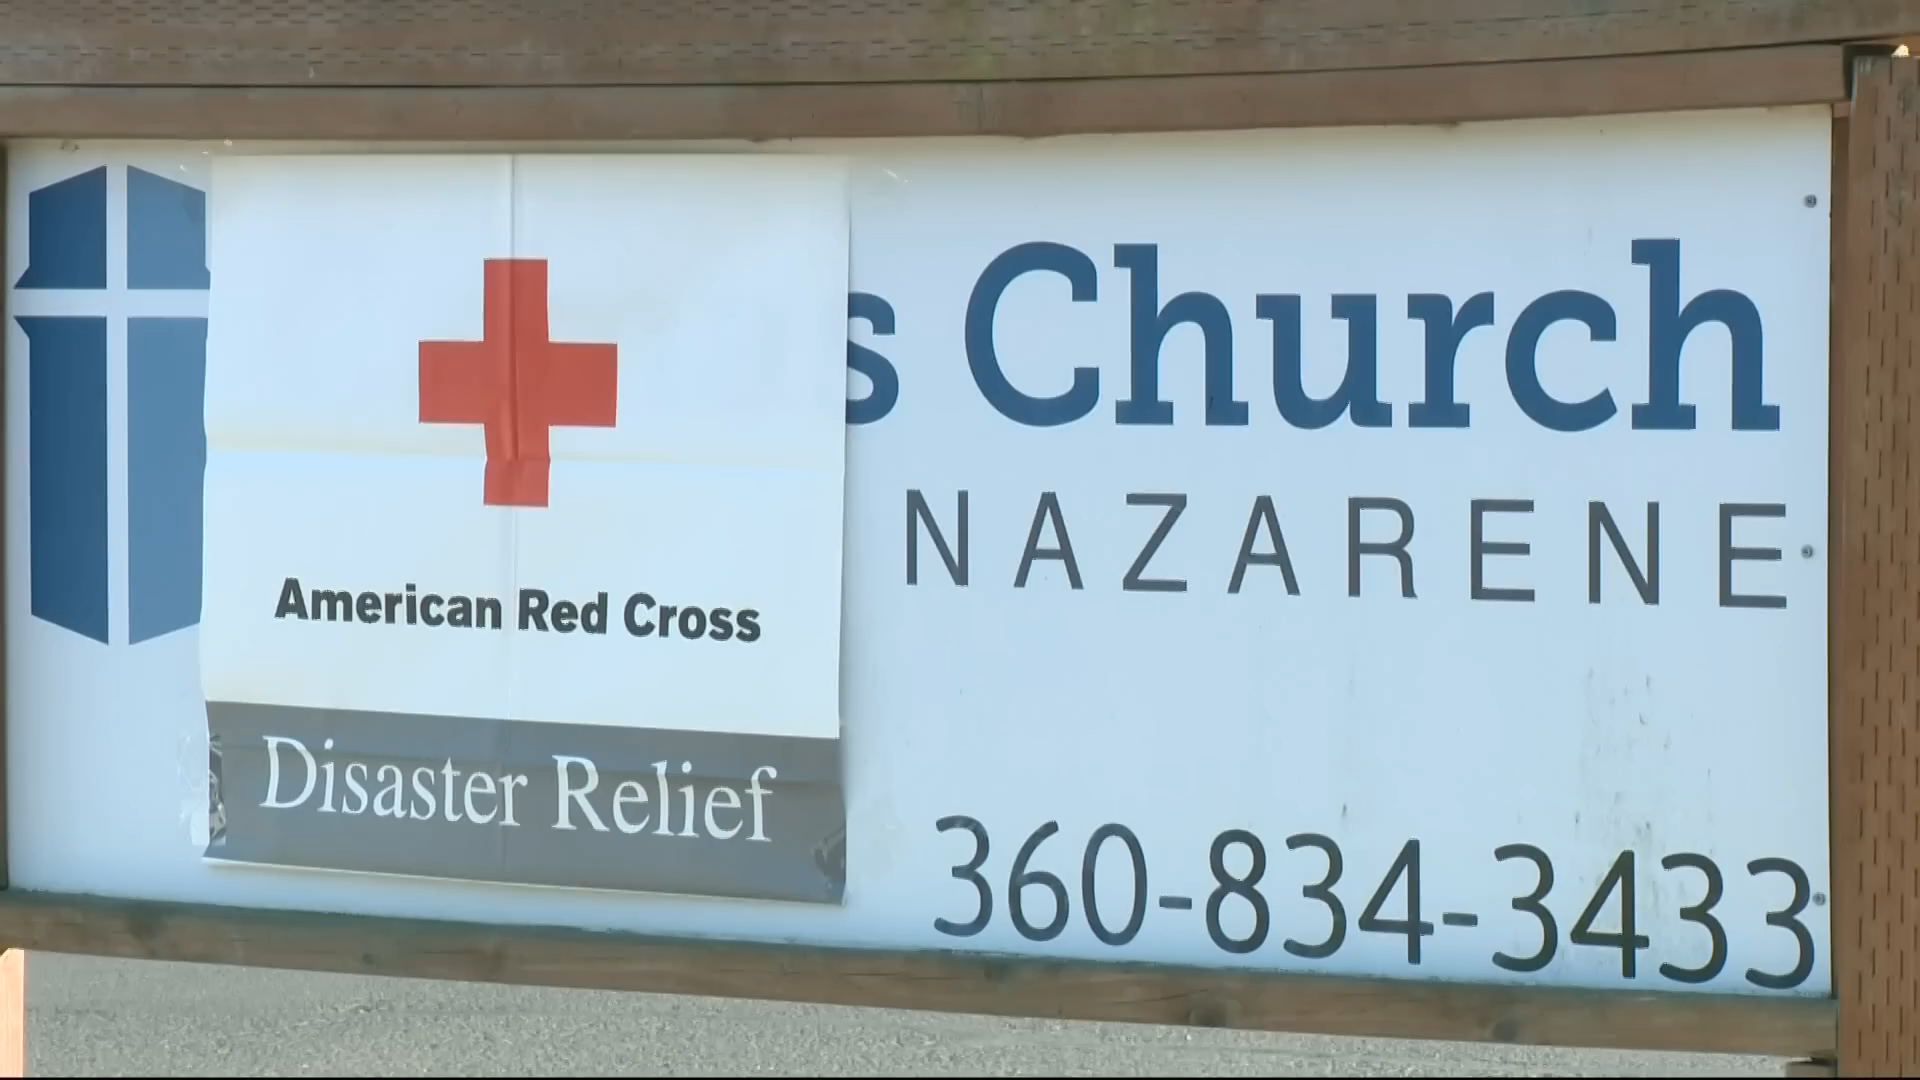 American Red Cross
Disaster Relief
s Church
NAZARENE
360-834-3433